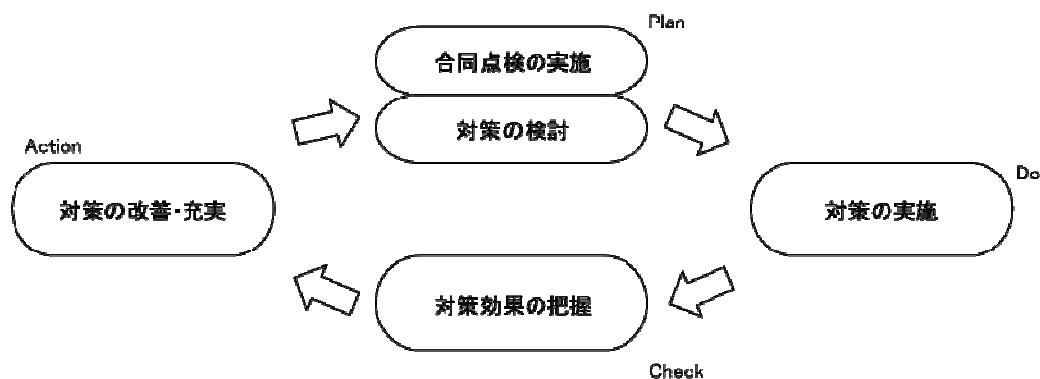 Plan
合同点検の実施
対策の検討
Action
対策の改善・充実
Do
対策の実施
対策効果の把握
Check